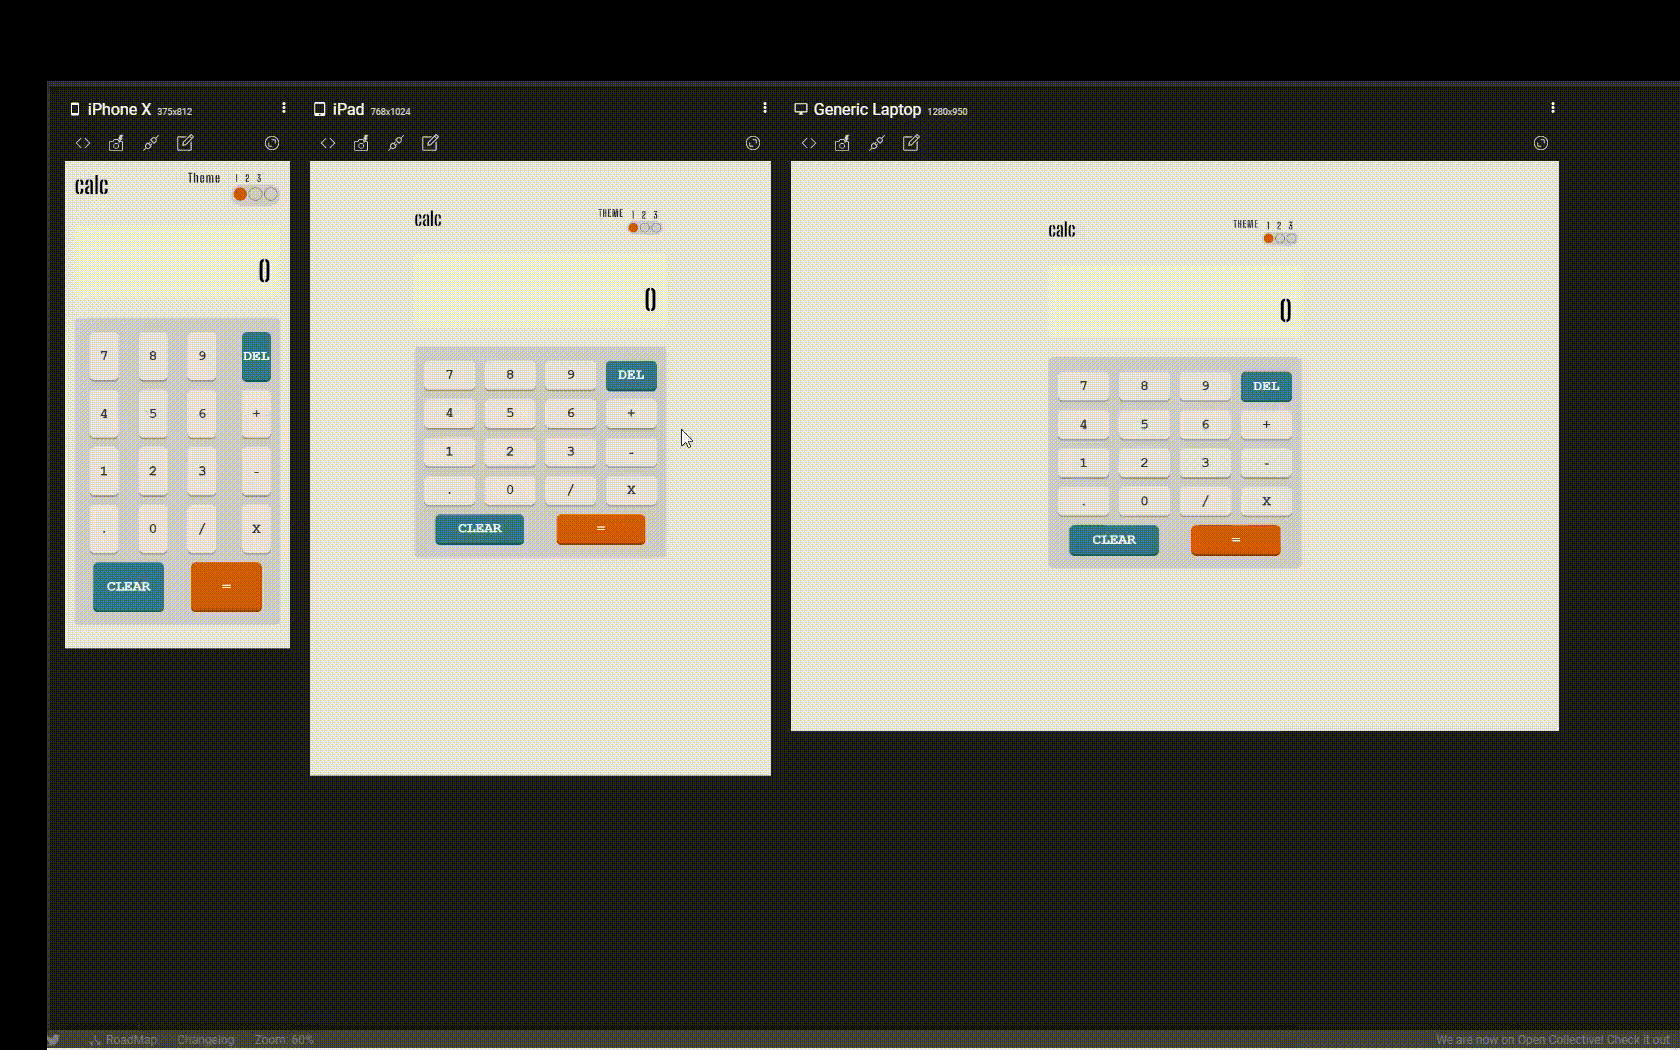 iPhone X 375x812
calc
Theme 1 2 3
0
7 8 9 DEL
4 5 6 +
1 2 3 -
. 0 / X
CLEAR =
iPad 768x1024
calc
THEME 1 2 3
0
7 8 9 DEL
4 5 6 +
1 2 3 -
. 0 / X
CLEAR =
Generic Laptop 1280x950
calc
THEME 1 2 3
0
7 8 9 DEL
4 5 6 +
1 2 3 -
. 0 / X
CLEAR =
RoadMap Changelog Zoom: 60% We are now on Open Collective! Check it out